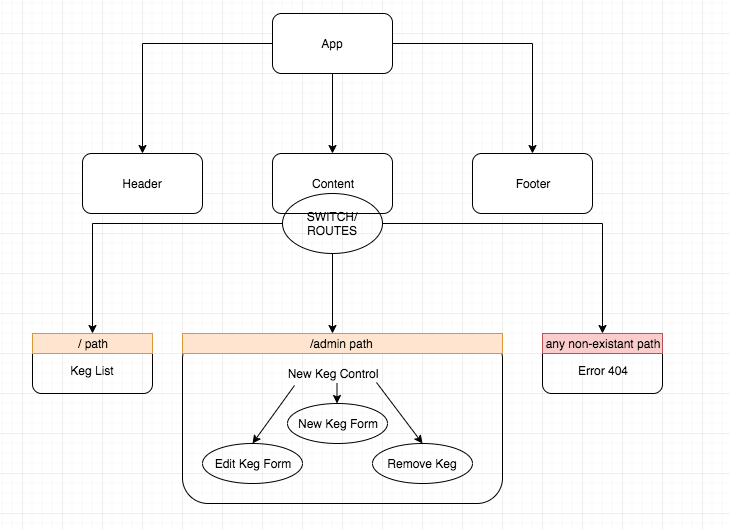 App
Header
Content
Footer
SWITCH/
ROUTES
/ path
/admin path
any non-existant path
Keg List
New Keg Control
Error 404
New Keg Form
Edit Keg Form
Remove Keg